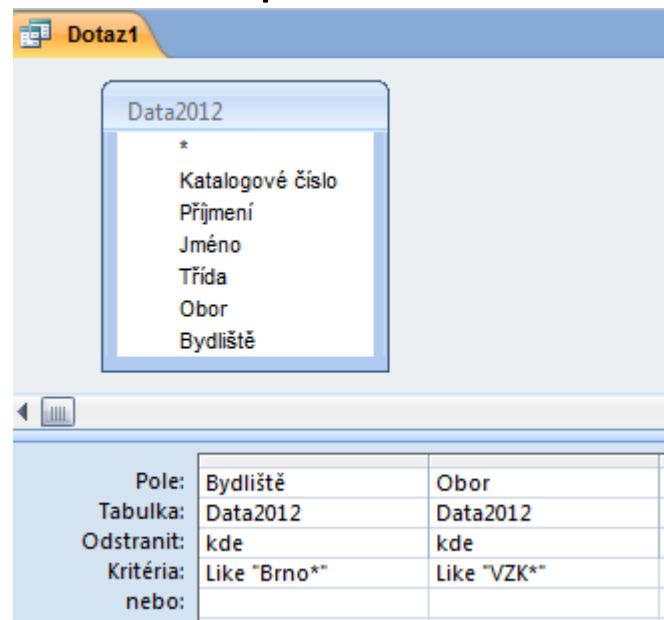 Dotaz1
Data2012
*
Katalogové číslo
Příjmení
Jméno
Třída
Obor
Bydliště
Pole: Bydliště Obor
Tabulka: Data2012 Data2012
Odstranit: kde kde
Kritéria: Like "Brno*" Like "VZK*"
nebo: